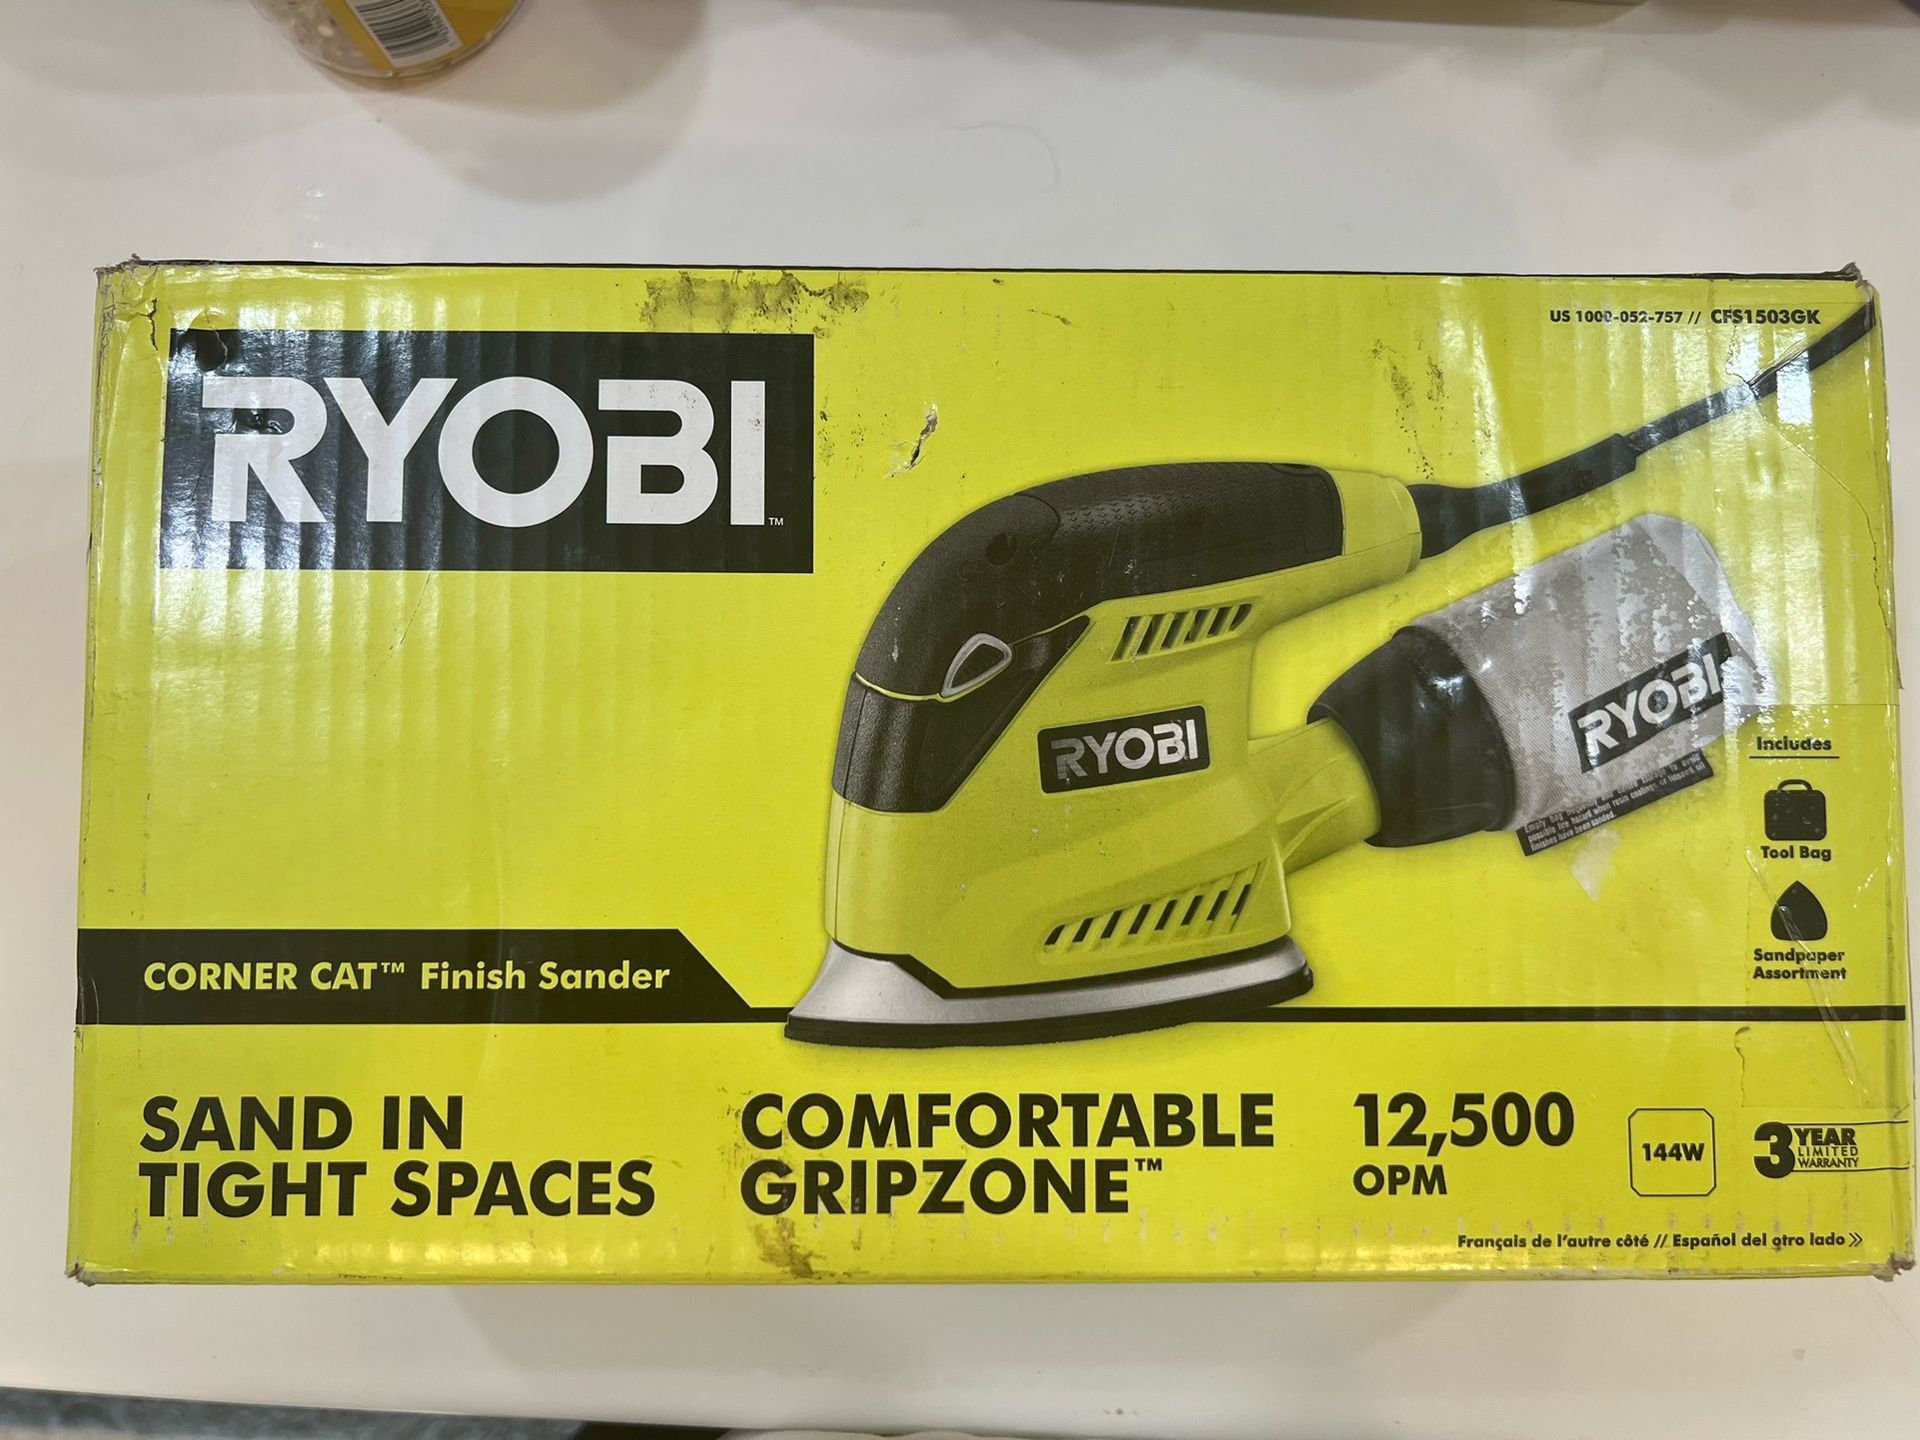 US 1000-052-757 // CFS1503GK
RYOBI™
RYOBI
RYOBI
Includes
Tool Bag
Sandpaper
Assortment
CORNER CAT™ Finish Sander
SAND IN
TIGHT SPACES
COMFORTABLE
GRIPZONE™
12,500
OPM
144W
3 YEAR
LIMITED
WARRANTY
Français de l'autre côté // Español del otro lado >>